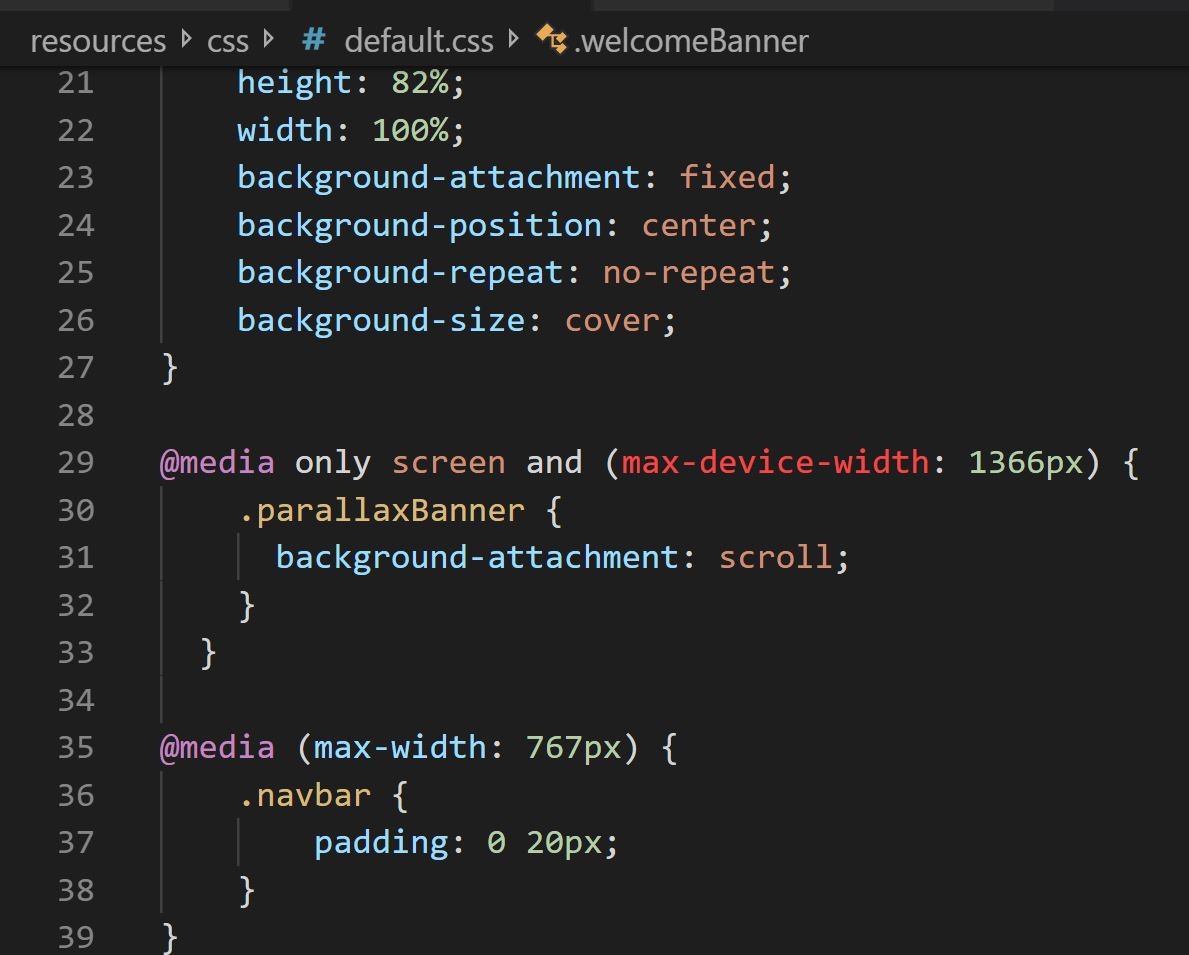 resources css # default.css .welcomeBanner
21 height: 82%;
22 width: 100%;
23 background-attachment: fixed;
24 background-position: center;
25 background-repeat: no-repeat;
26 background-size: cover;
27 }
28
29 @media only screen and (max-device-width: 1366px) {
30 .parallaxBanner {
31 background-attachment: scroll;
32 }
33 }
34
35 @media (max-width: 767px) {
36 .navbar {
37 padding: 0 20px;
38 }
39 }